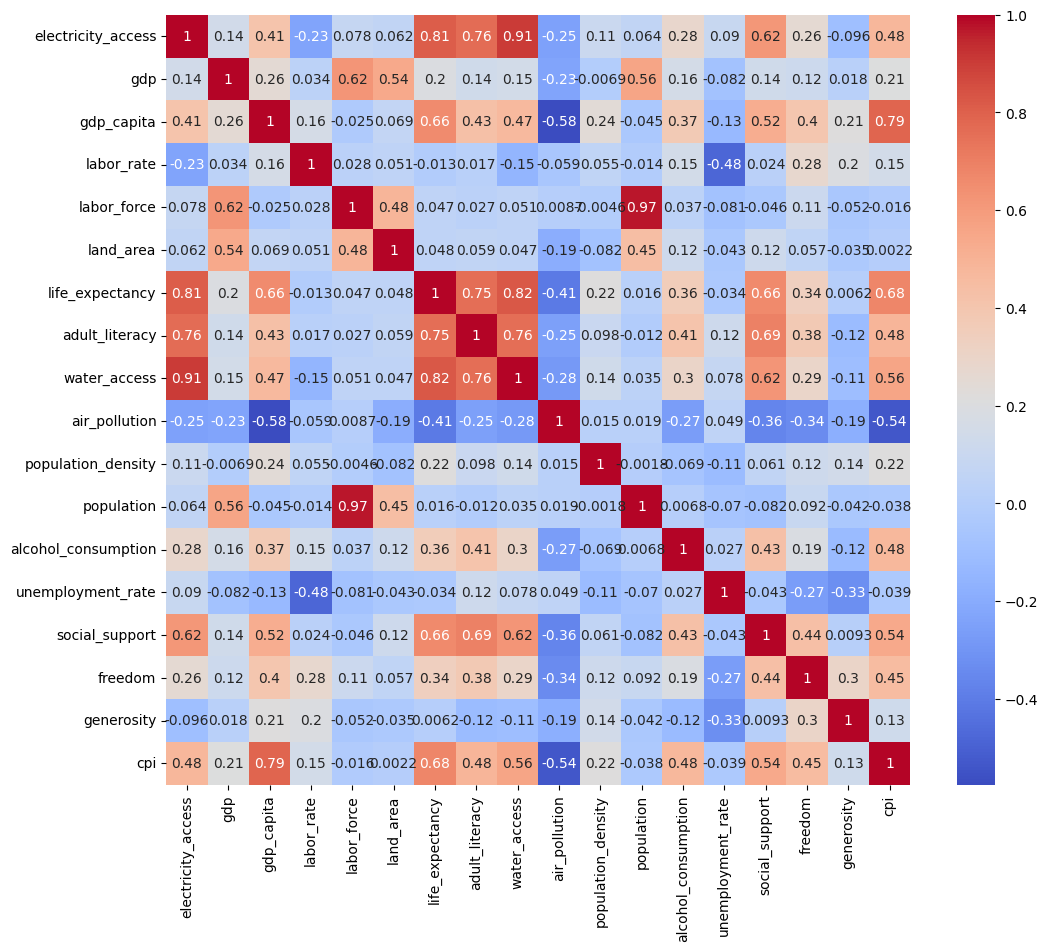 electricity_access 1 0.14 0.41 -0.23 0.078 0.062 0.81 0.76 0.91 -0.25 0.11 0.064 0.28 0.09 0.62 0.26 -0.096 0.48
gdp 0.14 1 0.26 0.034 0.62 0.54 0.2 0.14 0.15 -0.23 -0.0069 0.56 0.16 -0.082 0.14 0.12 0.018 0.21
gdp_capita 0.41 0.26 1 0.16 -0.025 0.069 0.66 0.43 0.47 -0.58 0.24 -0.045 0.37 -0.13 0.52 0.4 0.21 0.79
labor_rate -0.23 0.034 0.16 1 0.028 0.051 -0.013 0.017 -0.15 -0.059 0.055 -0.014 0.15 -0.48 0.024 0.28 0.2 0.15
labor_force 0.078 0.62 -0.025 0.028 1 0.48 0.047 0.027 0.051 0.0087 -0.0046 0.97 0.037 -0.081 -0.046 0.11 -0.052 -0.016
land_area 0.062 0.54 0.069 0.051 0.48 1 0.048 0.059 0.047 -0.19 -0.082 0.45 0.12 -0.043 0.12 0.057 -0.035 0.0022
life_expectancy 0.81 0.2 0.66 -0.013 0.047 0.048 1 0.75 0.82 -0.41 0.22 0.016 0.36 -0.034 0.66 0.34 0.0062 0.68
adult_literacy 0.76 0.14 0.43 0.017 0.027 0.059 0.75 1 0.76 -0.25 0.098 -0.012 0.41 0.12 0.69 0.38 -0.12 0.48
water_access 0.91 0.15 0.47 -0.15 0.051 0.047 0.82 0.76 1 -0.28 0.14 0.035 0.3 0.078 0.62 0.29 -0.11 0.56
air_pollution -0.25 -0.23 -0.58 -0.059 0.0087 -0.19 -0.41 -0.25 -0.28 1 0.015 0.019 -0.27 0.049 -0.36 -0.34 -0.19 -0.54
population_density 0.11 -0.0069 0.24 0.055 -0.0046 -0.082 0.22 0.098 0.14 0.015 1 -0.0018 -0.069 -0.11 0.061 0.12 0.14 0.22
population 0.064 0.56 -0.045 -0.014 0.97 0.45 0.016 -0.012 0.035 0.019 -0.0018 1 0.0068 -0.07 -0.082 0.092 -0.042 -0.038
alcohol_consumption 0.28 0.16 0.37 0.15 0.037 0.12 0.36 0.41 0.3 -0.27 -0.069 0.0068 1 0.027 0.43 0.19 -0.12 0.48
unemployment_rate 0.09 -0.082 -0.13 -0.48 -0.081 -0.043 -0.034 0.12 0.078 0.049 -0.11 -0.07 0.027 1 -0.043 -0.27 -0.33 -0.039
social_support 0.62 0.14 0.52 0.024 -0.046 0.12 0.66 0.69 0.62 -0.36 0.061 -0.082 0.43 -0.043 1 0.44 0.0093 0.54
freedom 0.26 0.12 0.4 0.28 0.11 0.057 0.34 0.38 0.29 -0.34 0.12 0.092 0.19 -0.27 0.44 1 0.3 0.45
generosity -0.096 0.018 0.21 0.2 -0.052 -0.035 0.0062 -0.12 -0.11 -0.19 0.14 -0.042 -0.12 -0.33 0.0093 0.3 1 0.13
cpi 0.48 0.21 0.79 0.15 -0.016 0.0022 0.68 0.48 0.56 -0.54 0.22 -0.038 0.48 -0.039 0.54 0.45 0.13 1
electricity_access gdp gdp_capita labor_rate labor_force land_area life_expectancy adult_literacy water_access air_pollution population_density population alcohol_consumption unemployment_rate social_support freedom generosity cpi
1.0
0.8
0.6
0.4
0.2
0.0
−0.2
−0.4